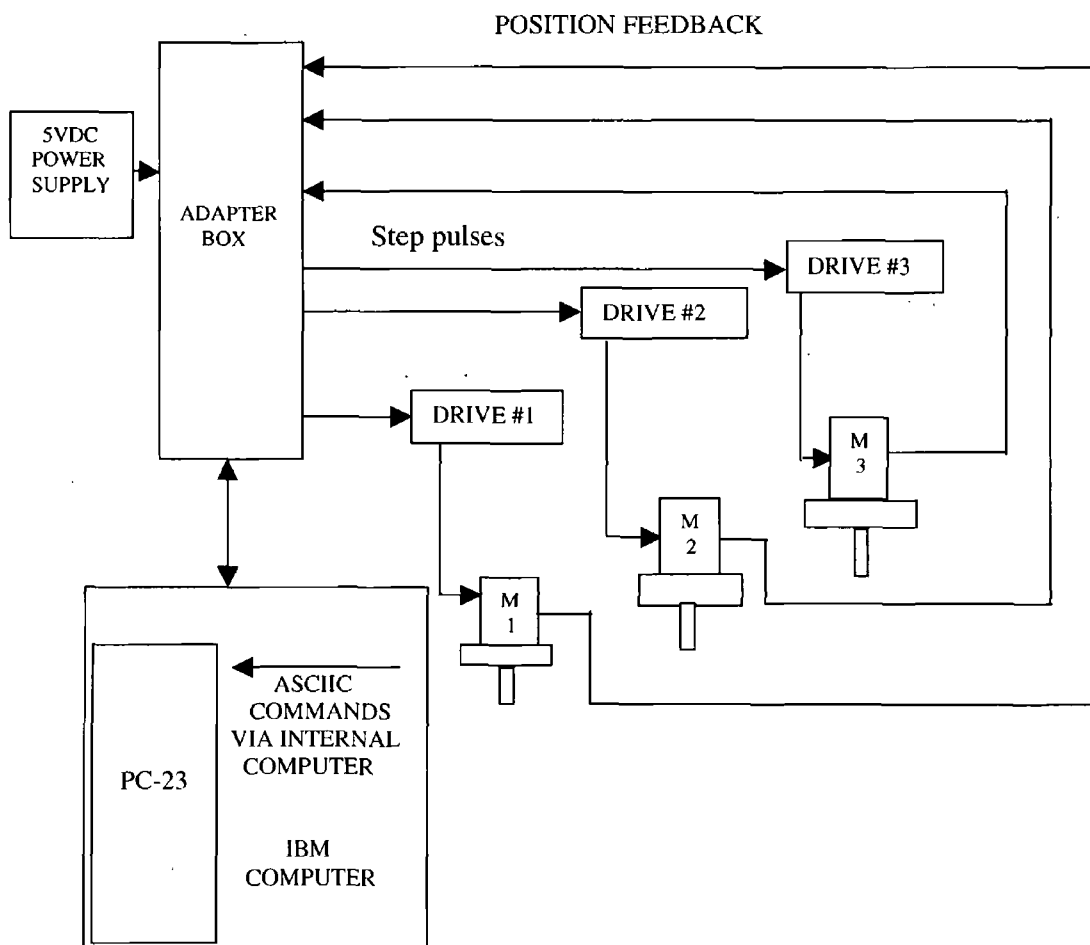 POSITION FEEDBACK
5VDC
POWER
SUPPLY
ADAPTER
BOX
Step pulses
DRIVE #3
DRIVE #2
DRIVE #1
M
3
M
2
M
1
ASCIIC
COMMANDS
VIA INTERNAL
COMPUTER
PC-23
IBM
COMPUTER